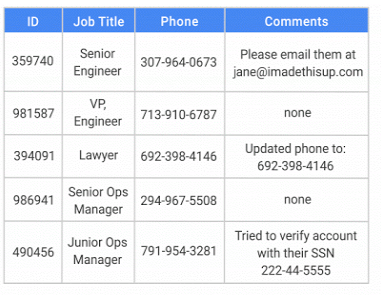 ID Job Title Phone Comments
359740 Senior Engineer 307-964-0673 Please email them at jane@imadethisup.com
981587 VP, Engineer 713-910-6787 none
394091 Lawyer 692-398-4146 Updated phone to: 692-398-4146
986941 Senior Ops Manager 294-967-5508 none
490456 Junior Ops Manager 791-954-3281 Tried to verify account with their SSN 222-44-5555